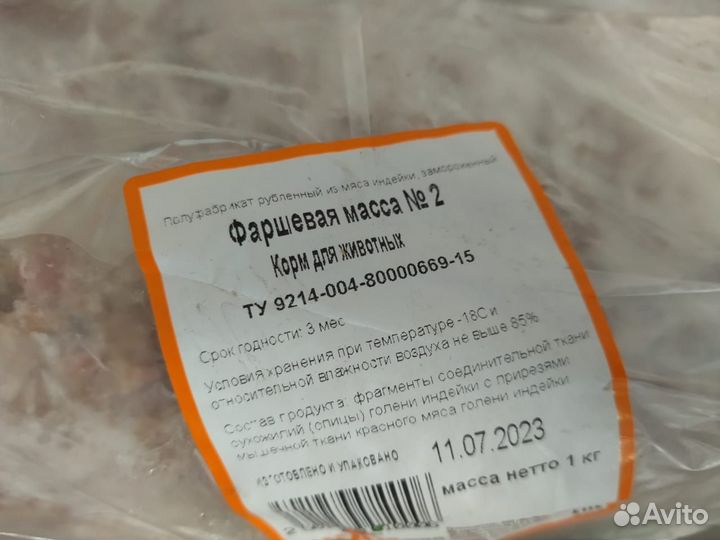 Полуфабрикат рубленный из мяса индейки, замороженный
Фаршевая масса № 2
Корм для животных
ТУ 9214-004-80000669-15
Срок годности: 3 мес
Условия хранения при температуре -18С и
относительной влажности воздуха не выше 85%
Состав продукта: фрагменты соединительной ткани
сухожилий (спицы) голени индейки с прирезями
мышечной ткани красного мяса голени индейки
ИЗГОТОВЛЕНО И УПАКОВАНО
11.07.2023
масса нетто 1 кг
Avito